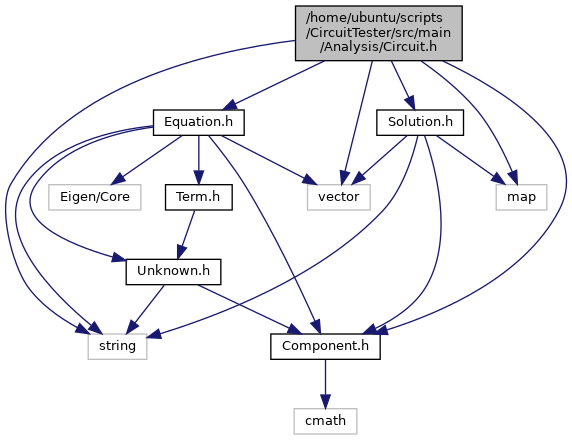 /home/ubuntu/scripts
/CircuitTester/src/main
/Analysis/Circuit.h
Equation.h
Solution.h
Eigen/Core
Term.h
vector
map
Unknown.h
string
Component.h
cmath